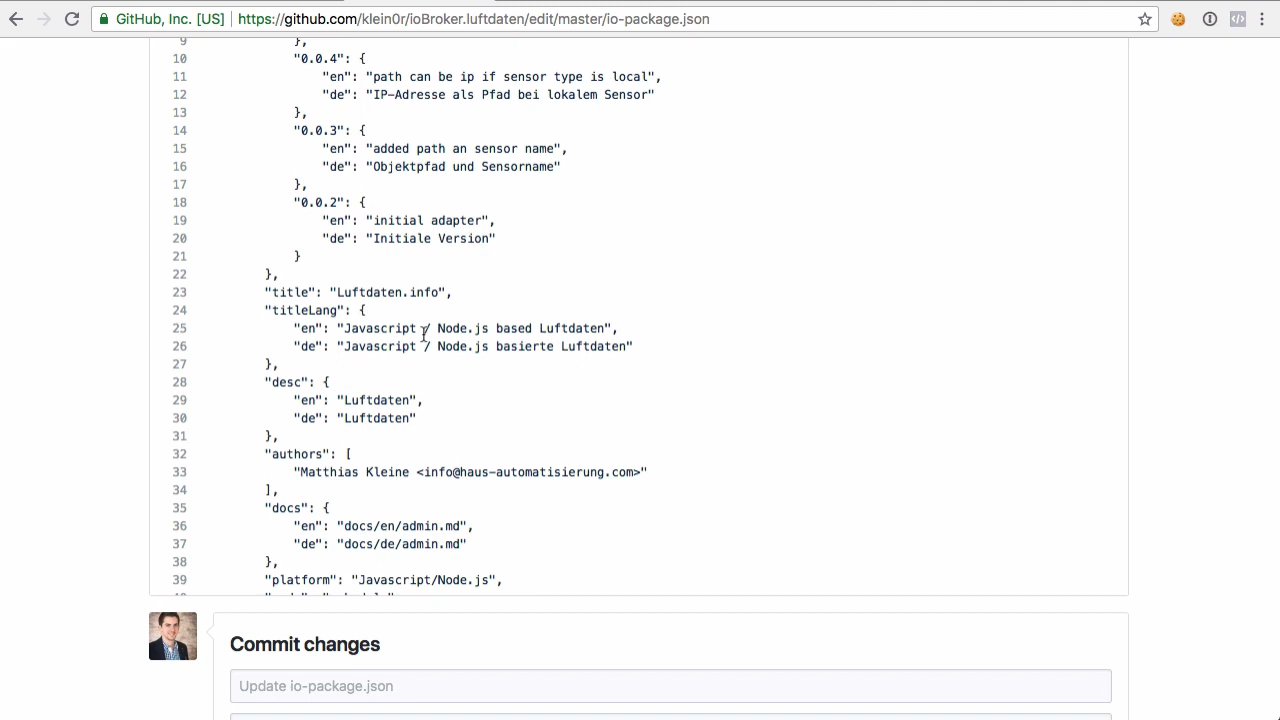 GitHub, Inc. [US] https://github.com/klein0r/ioBroker.luftdaten/edit/master/io-package.json
9 },
10 "0.0.4": {
11 "en": "path can be ip if sensor type is local",
12 "de": "IP-Adresse als Pfad bei lokalem Sensor"
13 },
14 "0.0.3": {
15 "en": "added path an sensor name",
16 "de": "Objektpfad und Sensorname"
17 },
18 "0.0.2": {
19 "en": "initial adapter",
20 "de": "Initiale Version"
21 }
22 },
23 "title": "Luftdaten.info",
24 "titleLang": {
25 "en": "Javascript / Node.js based Luftdaten",
26 "de": "Javascript / Node.js basierte Luftdaten"
27 },
28 "desc": {
29 "en": "Luftdaten",
30 "de": "Luftdaten"
31 },
32 "authors": [
33 "Matthias Kleine <info@haus-automatisierung.com>"
34 ],
35 "docs": {
36 "en": "docs/en/admin.md",
37 "de": "docs/de/admin.md"
38 },
39 "platform": "Javascript/Node.js",
Commit changes
Update io-package.json